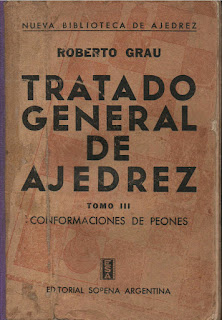 NUEVA BIBLIOTECA DE AJEDREZ
ROBERTO GRAU
TRATADO
GENERAL
DE
AJEDREZ
TOMO III
CONFORMACIONES DE PEONES
ESA
EDITORIAL SOPENA ARGENTINA